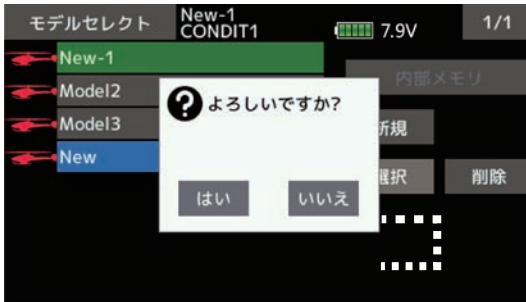 モデルセレクト
New-1
CONDIT1
7.9V
1/1
New-1
内部メモリ
Model2
よろしいですか?
Model3
新規
New
選択
削除
はい
いいえ